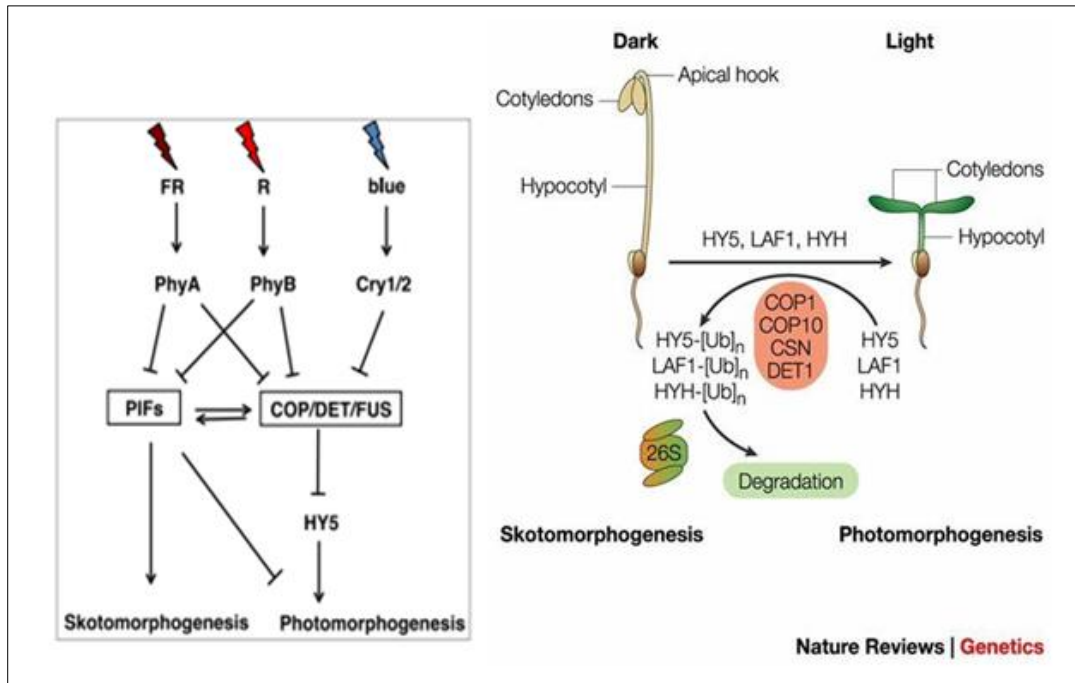 FR R blue
PhyA PhyB Cry1/2
PIFs COP/DET/FUS
HY5
Skotomorphogenesis Photomorphogenesis
Dark Light
Apical hook
Cotyledons
Hypocotyl
Cotyledons
Hypocotyl
HY5, LAF1, HYH
COP1
COP10
CSN
DET1
HY5-[Ub]n
LAF1-[Ub]n
HYH-[Ub]n
HY5
LAF1
HYH
26S
Degradation
Skotomorphogenesis Photomorphogenesis
Nature Reviews | Genetics